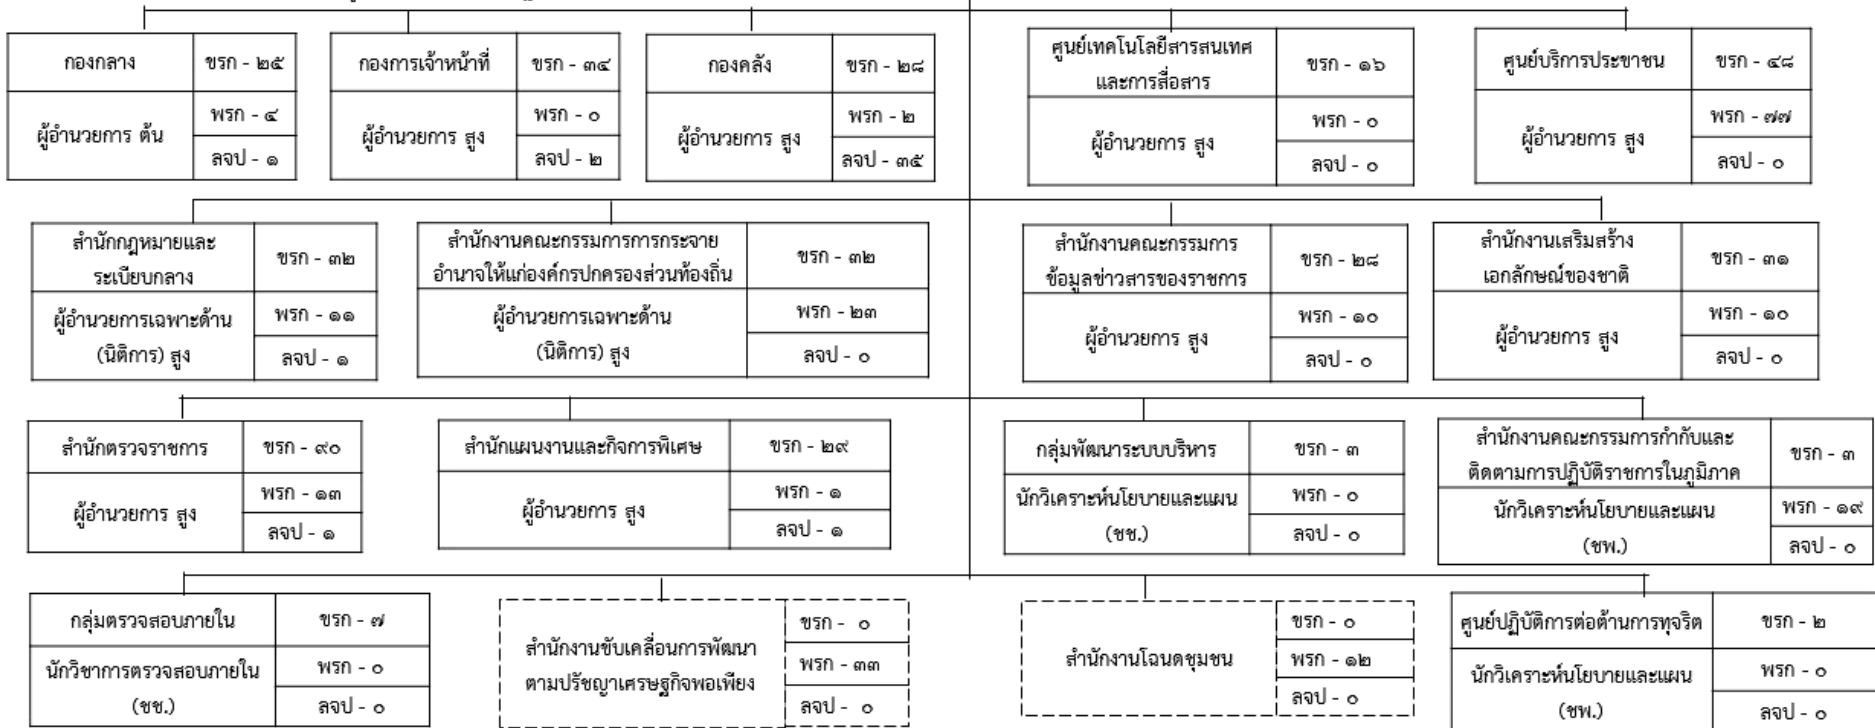 กองกลาง
ขรก - ๒๕
ผู้อำนวยการ ต้น
พรก - ๔
ลจป - ๑
กองการเจ้าหน้าที่
ขรก - ๓๔
ผู้อำนวยการ สูง
พรก - ๐
ลจป - ๒
กองคลัง
ขรก - ๒๘
ผู้อำนวยการ สูง
พรก - ๒
ลจป - ๓๕
ศูนย์เทคโนโลยีสารสนเทศ
และการสื่อสาร
ขรก - ๑๖
ผู้อำนวยการ สูง
พรก - ๐
ลจป - ๐
ศูนย์บริการประชาชน
ขรก - ๔๘
ผู้อำนวยการ สูง
พรก - ๗๗
ลจป - ๐
สำนักกฎหมายและ
ระเบียบกลาง
ขรก - ๓๒
ผู้อำนวยการเฉพาะด้าน
(นิติการ) สูง
พรก - ๑๑
ลจป - ๑
สำนักงานคณะกรรมการการกระจาย
อำนาจให้แก่องค์กรปกครองส่วนท้องถิ่น
ขรก - ๓๒
ผู้อำนวยการเฉพาะด้าน
(นิติการ) สูง
พรก - ๒๓
ลจป - ๐
สำนักงานคณะกรรมการ
ข้อมูลข่าวสารของราชการ
ขรก - ๒๘
ผู้อำนวยการ สูง
พรก - ๑๐
ลจป - ๐
สำนักงานเสริมสร้าง
เอกลักษณ์ของชาติ
ขรก - ๓๑
ผู้อำนวยการ สูง
พรก - ๑๐
ลจป - ๐
สำนักตรวจราชการ
ขรก - ๙๐
ผู้อำนวยการ สูง
พรก - ๑๓
ลจป - ๑
สำนักแผนงานและกิจการพิเศษ
ขรก - ๒๙
ผู้อำนวยการ สูง
พรก - ๑
ลจป - ๑
กลุ่มพัฒนาระบบบริหาร
ขรก - ๓
นักวิเคราะห์นโยบายและแผน
(ชช.)
พรก - ๐
ลจป - ๐
สำนักงานคณะกรรมการกำกับและ
ติดตามการปฏิบัติราชการในภูมิภาค
ขรก - ๓
นักวิเคราะห์นโยบายและแผน
(ชพ.)
พรก - ๑๙
ลจป - ๐
กลุ่มตรวจสอบภายใน
ขรก - ๗
นักวิชาการตรวจสอบภายใน
(ชช.)
พรก - ๐
ลจป - ๐
สำนักงานขับเคลื่อนการพัฒนา
ตามปรัชญาเศรษฐกิจพอเพียง
ขรก - ๐
พรก - ๓๓
ลจป - ๐
สำนักงานโฉนดชุมชน
ขรก - ๐
พรก - ๑๒
ลจป - ๐
ศูนย์ปฏิบัติการต่อต้านการทุจริต
ขรก - ๒
นักวิเคราะห์นโยบายและแผน
(ชพ.)
พรก - ๐
ลจป - ๐